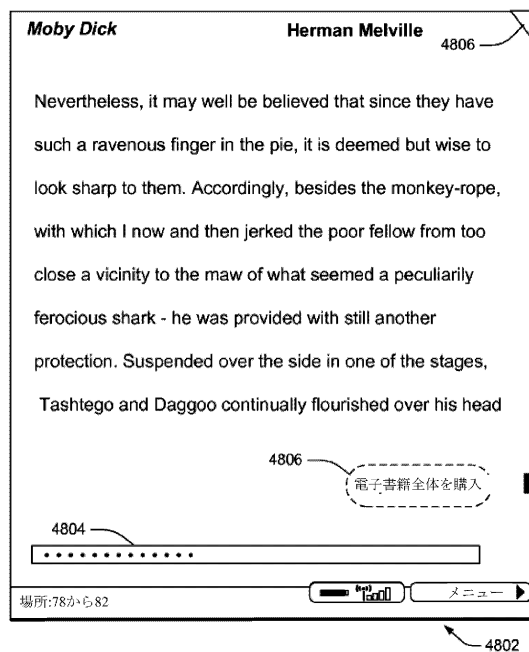 Moby Dick Herman Melville
4806
Nevertheless, it may well be believed that since they have
such a ravenous finger in the pie, it is deemed but wise to
look sharp to them. Accordingly, besides the monkey-rope,
with which I now and then jerked the poor fellow from too
close a vicinity to the maw of what seemed a peculiarily
ferocious shark - he was provided with still another
protection. Suspended over the side in one of the stages,
Tashtego and Daggoo continually flourished over his head
4806
電子書籍全体を購入
4804
場所:78から82 メニュー
4802